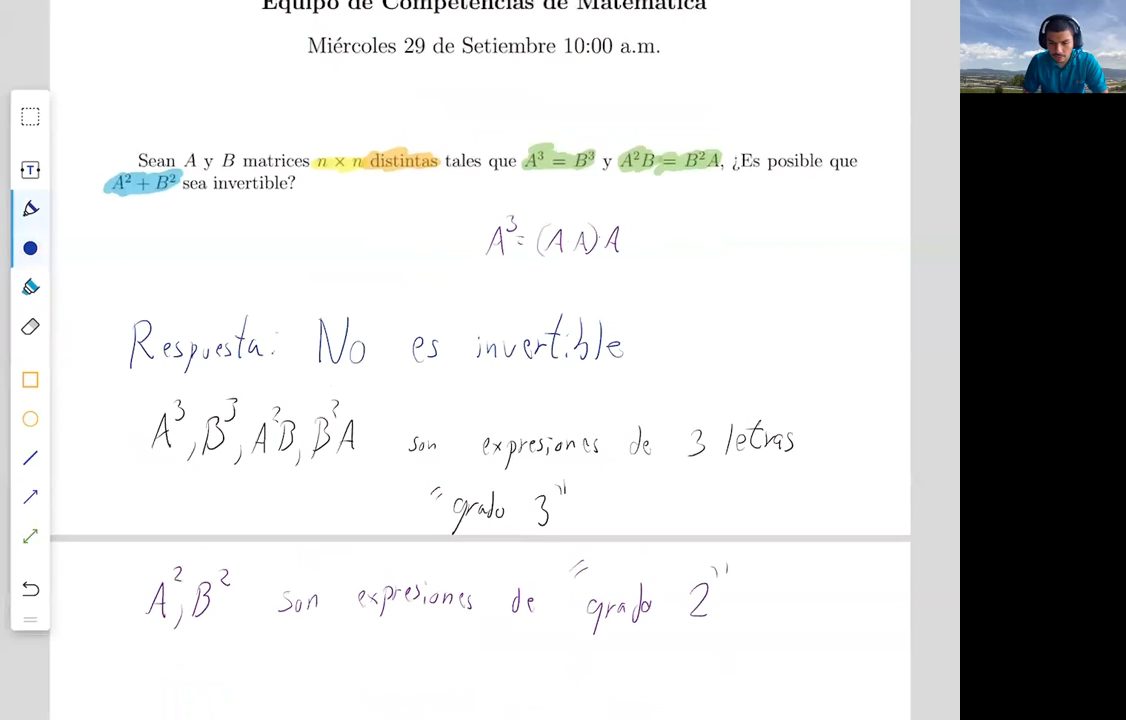 Equipo de Competencias de Matemática
Miércoles 29 de Setiembre 10:00 a.m.
Sean A y B matrices n × n distintas tales que A³ = B³ y A²B = B²A, ¿Es posible que
A² + B² sea invertible?
A³ = (A A) A
Respuesta: No es invertible
A³, B³, A²B, B²A son expresiones de 3 letras
"grado 3"
A², B² son expresiones de "grado 2"
T